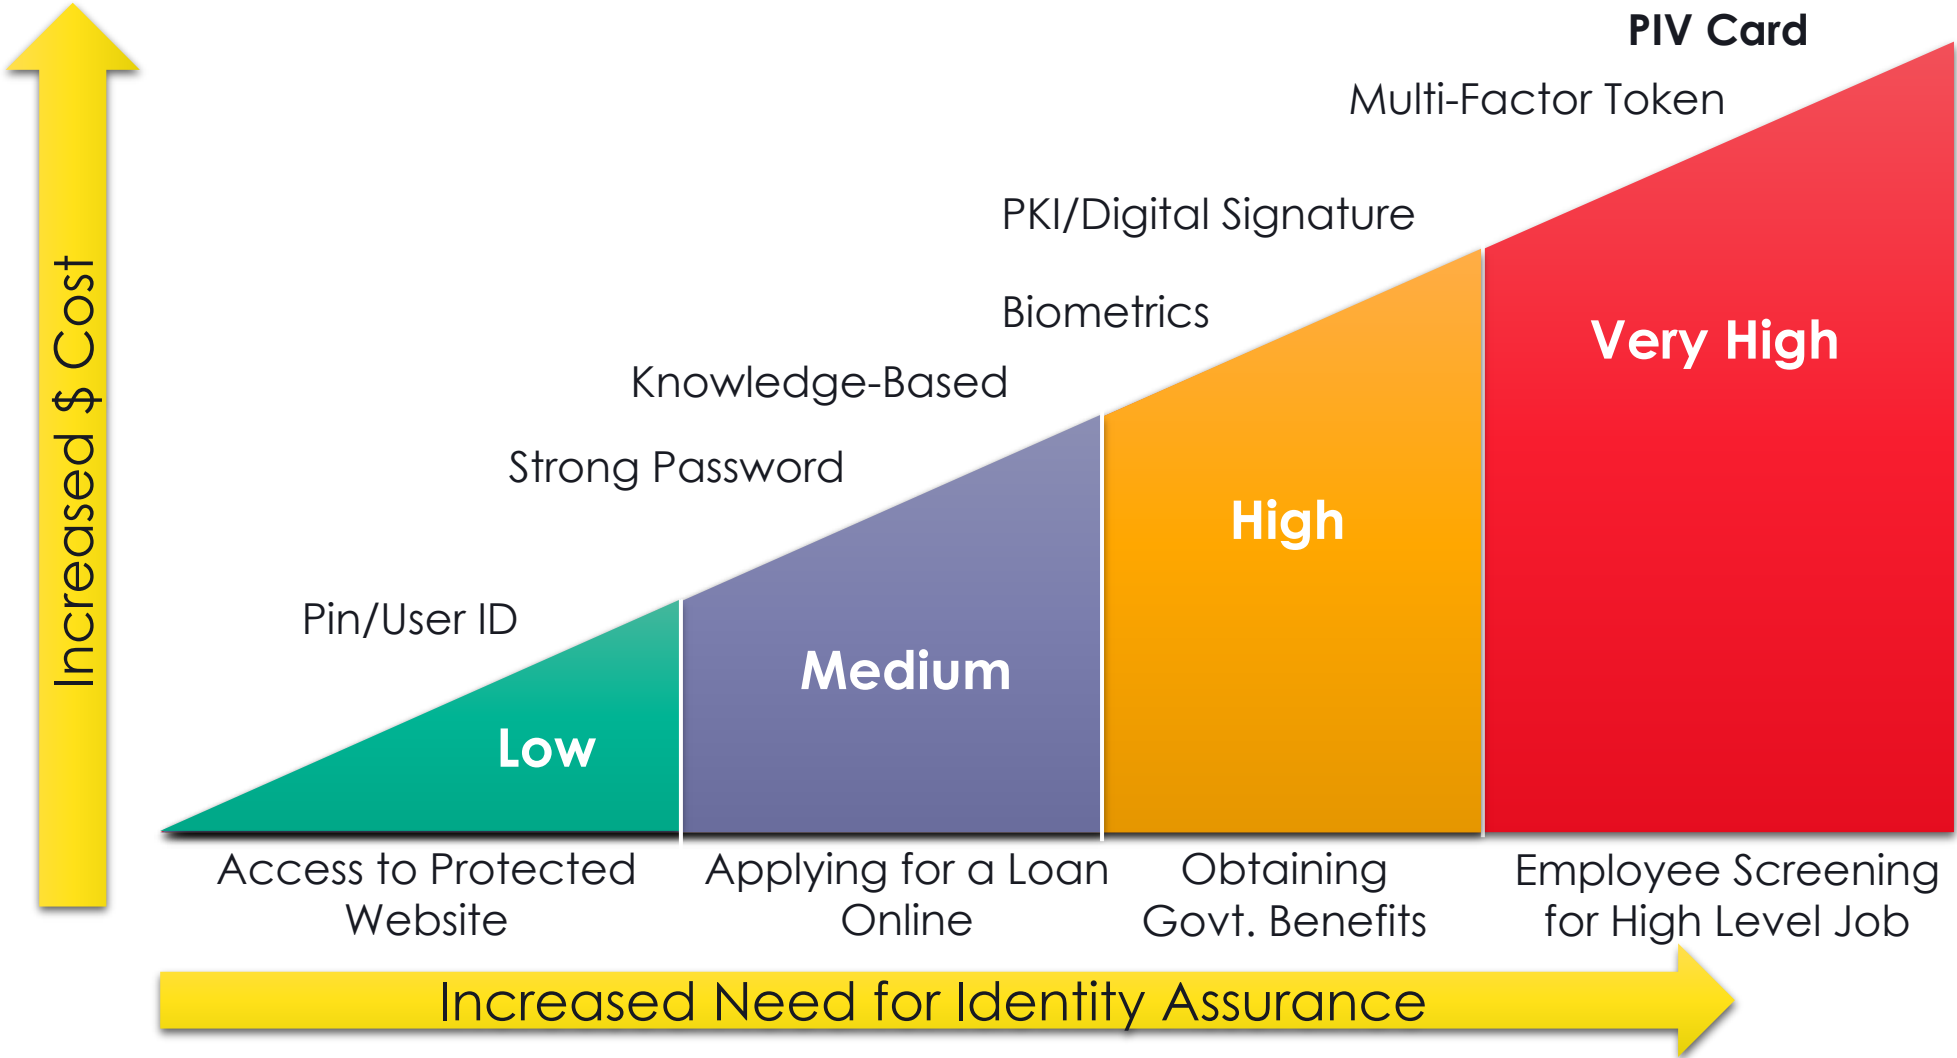 PIV Card
Multi-Factor Token
PKI/Digital Signature
Biometrics
Knowledge-Based
Strong Password
Pin/User ID
Increased $ Cost
Very High
High
Medium
Low
Access to Protected
Website
Applying for a Loan
Online
Obtaining
Govt. Benefits
Employee Screening
for High Level Job
Increased Need for Identity Assurance